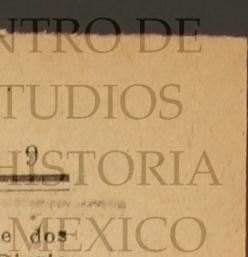 NTRO DE
TUDIOS
9
HISTORIA
MEXICO
e dos